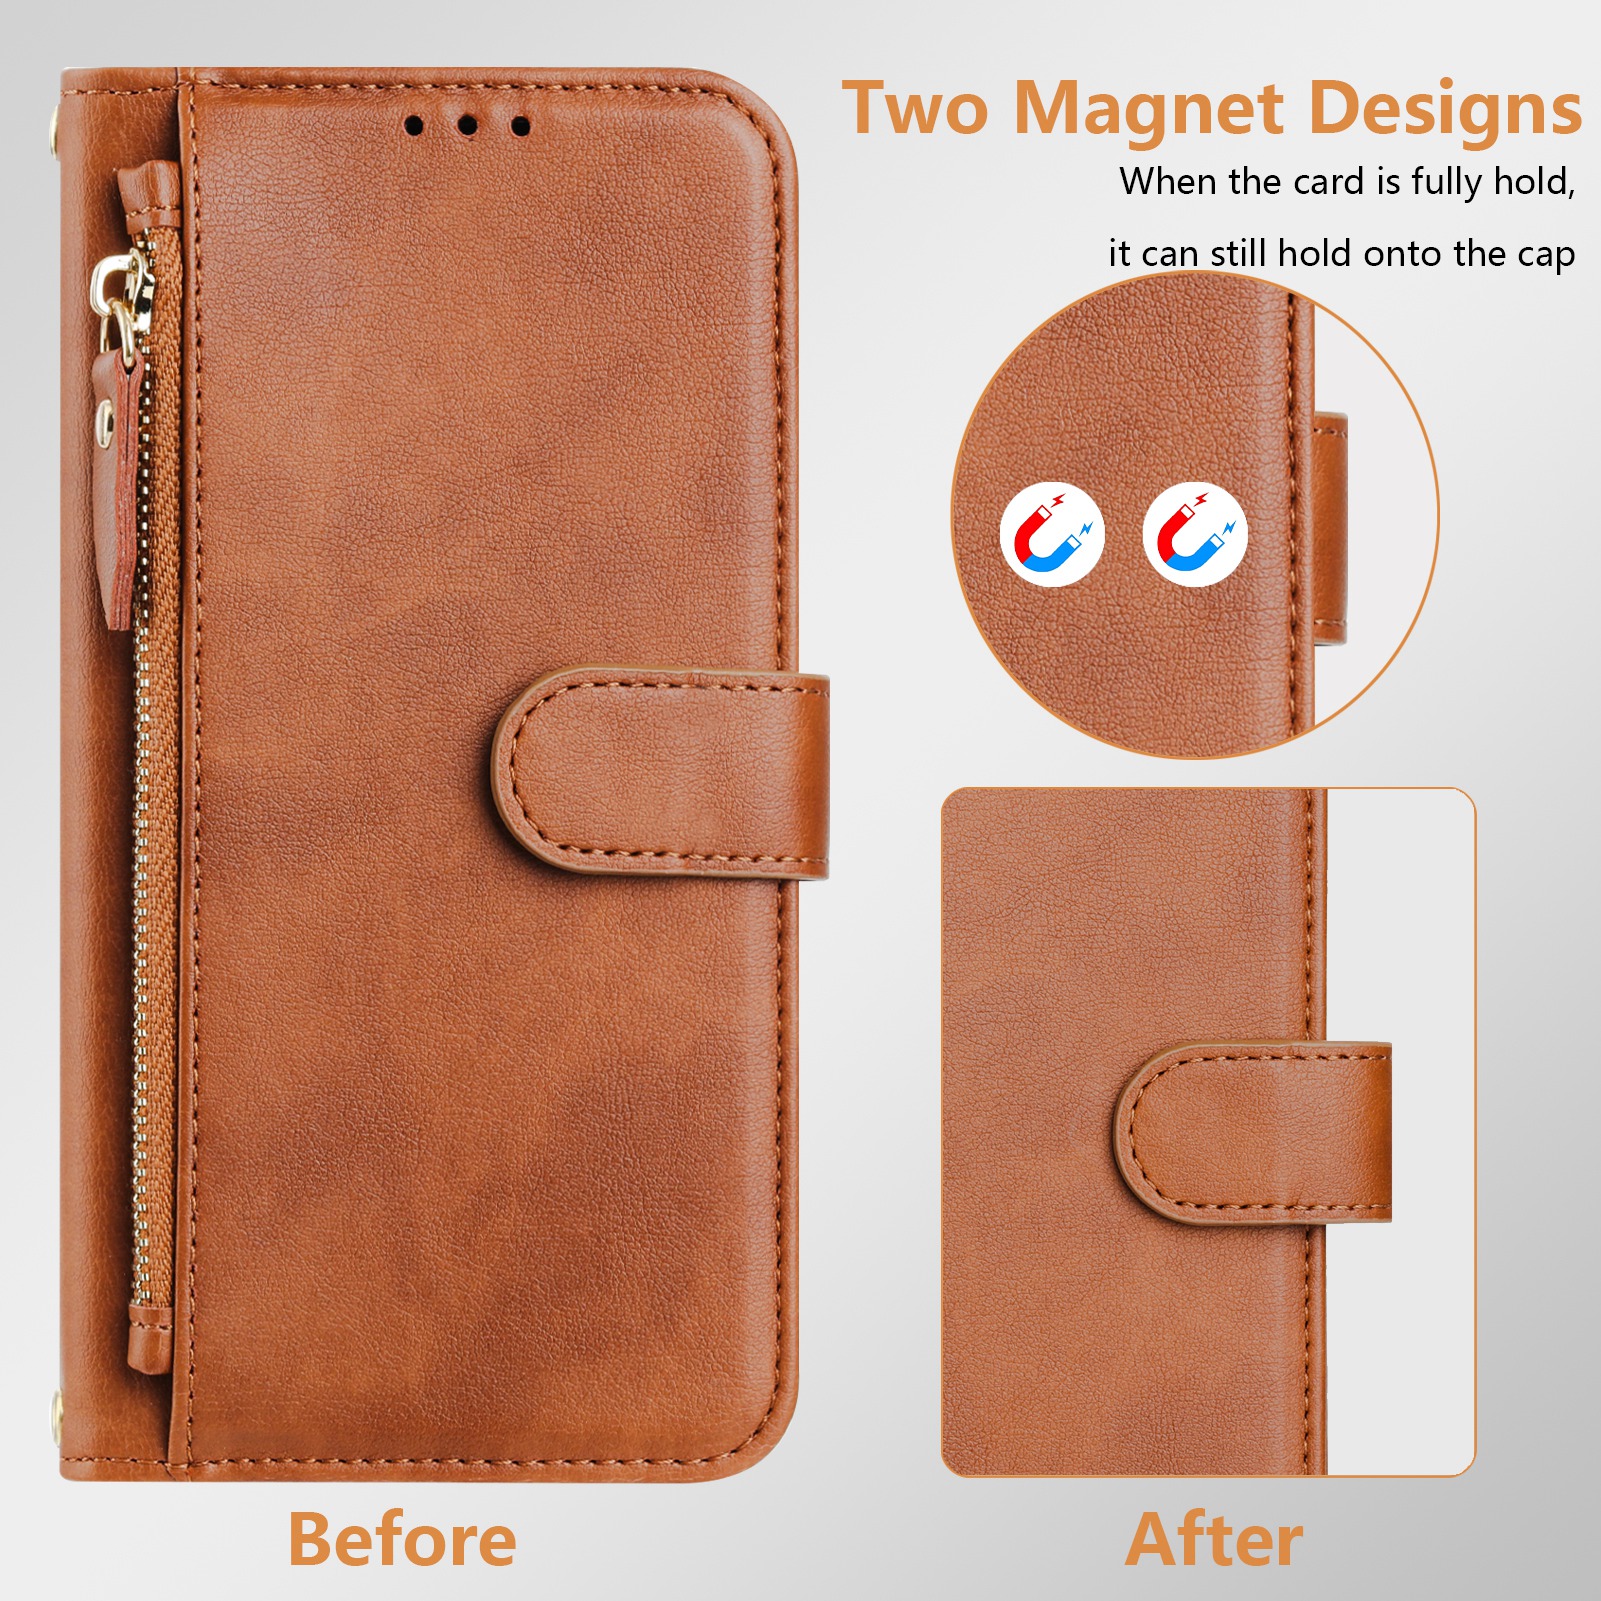 Two Magnet Designs
When the card is fully hold,
it can still hold onto the cap
Before
After